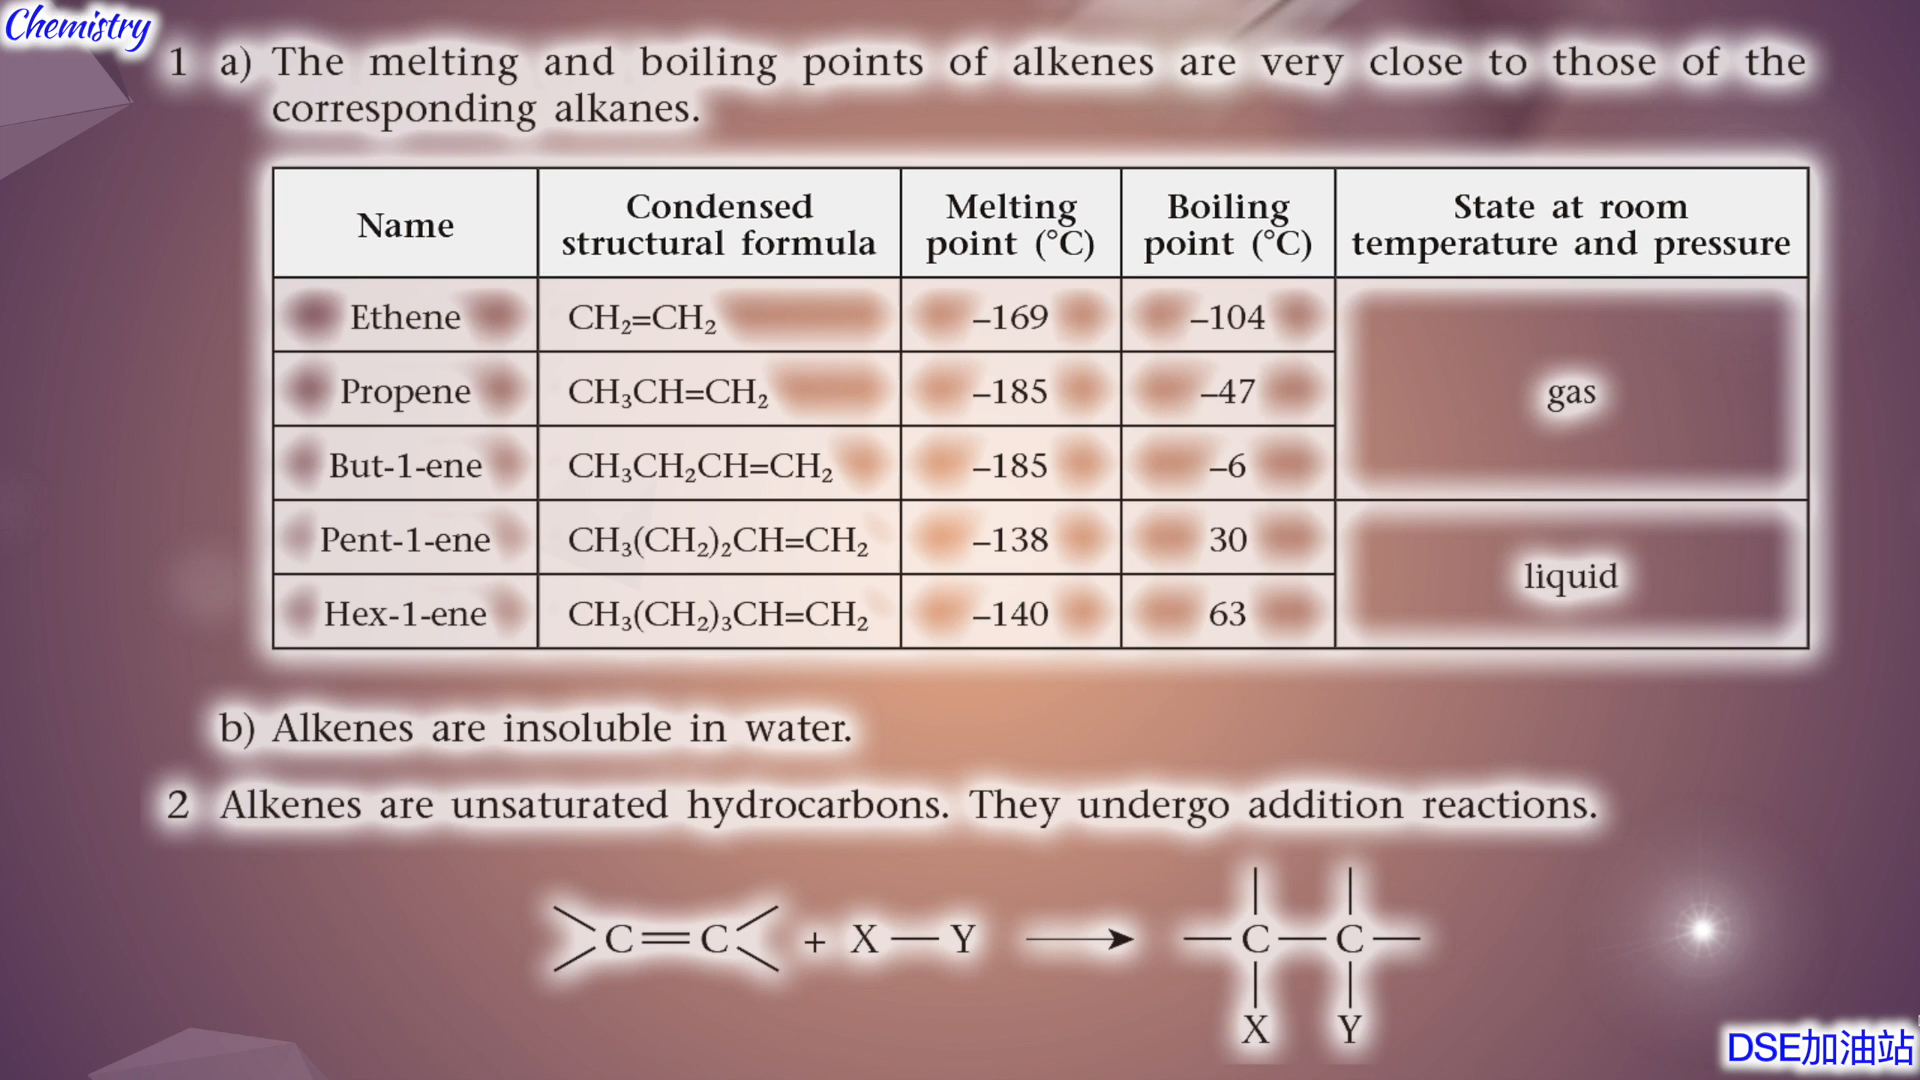 Chemistry
1 a) The melting and boiling points of alkenes are very close to those of the
corresponding alkanes.
Name
Condensed
structural formula
Melting
point (°C)
Boiling
point (°C)
State at room
temperature and pressure
Ethene CH₂=CH₂ –169 –104
Propene CH₃CH=CH₂ –185 –47
gas
But-1-ene CH₃CH₂CH=CH₂ –185 –6
Pent-1-ene CH₃(CH₂)₂CH=CH₂ –138 30
liquid
Hex-1-ene CH₃(CH₂)₃CH=CH₂ –140 63
b) Alkenes are insoluble in water.
2 Alkenes are unsaturated hydrocarbons. They undergo addition reactions.
C=C + X—Y → —C—C—
X Y
DSE加油站